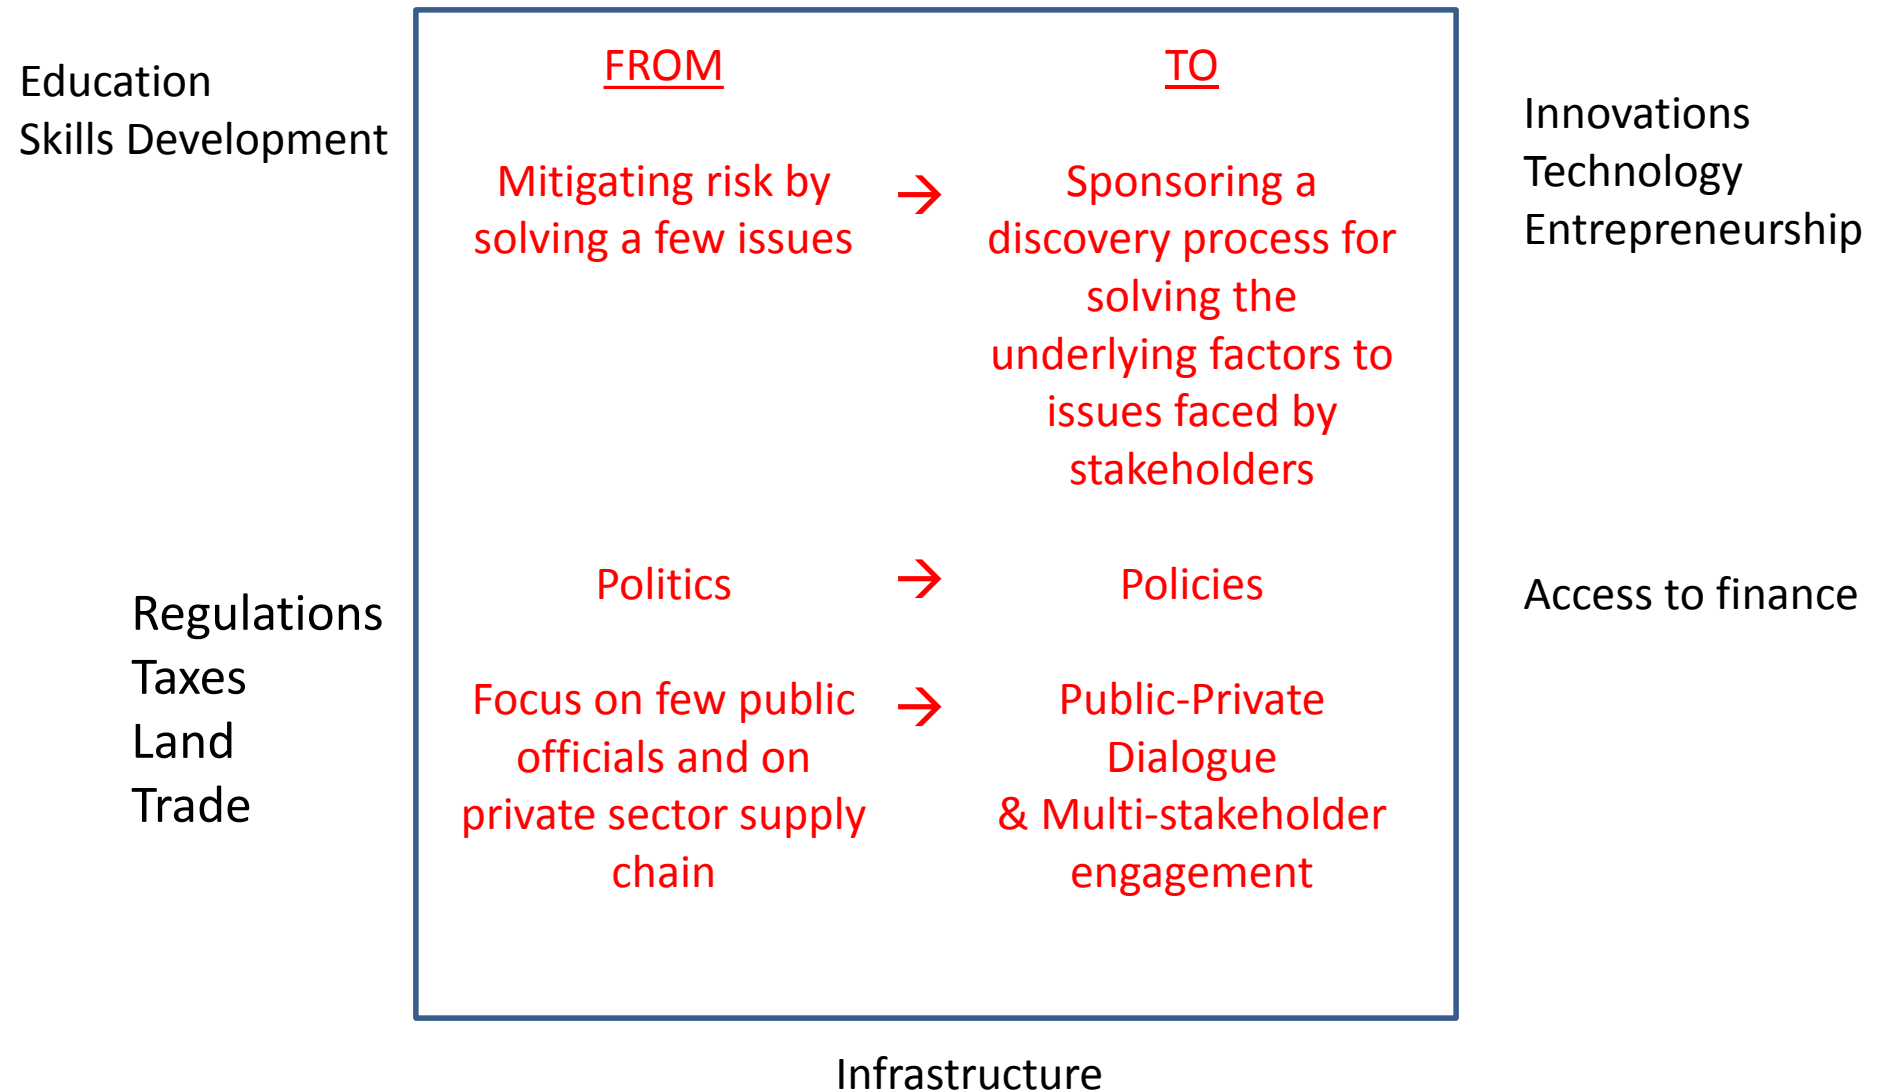 Education
Skills Development
FROM
TO
Mitigating risk by
solving a few issues
→
Sponsoring a
discovery process for
solving the
underlying factors to
issues faced by
stakeholders
Politics
→
Policies
Focus on few public
officials and on
private sector supply
chain
→
Public-Private
Dialogue
& Multi-stakeholder
engagement
Innovations
Technology
Entrepreneurship
Regulations
Taxes
Land
Trade
Access to finance
Infrastructure